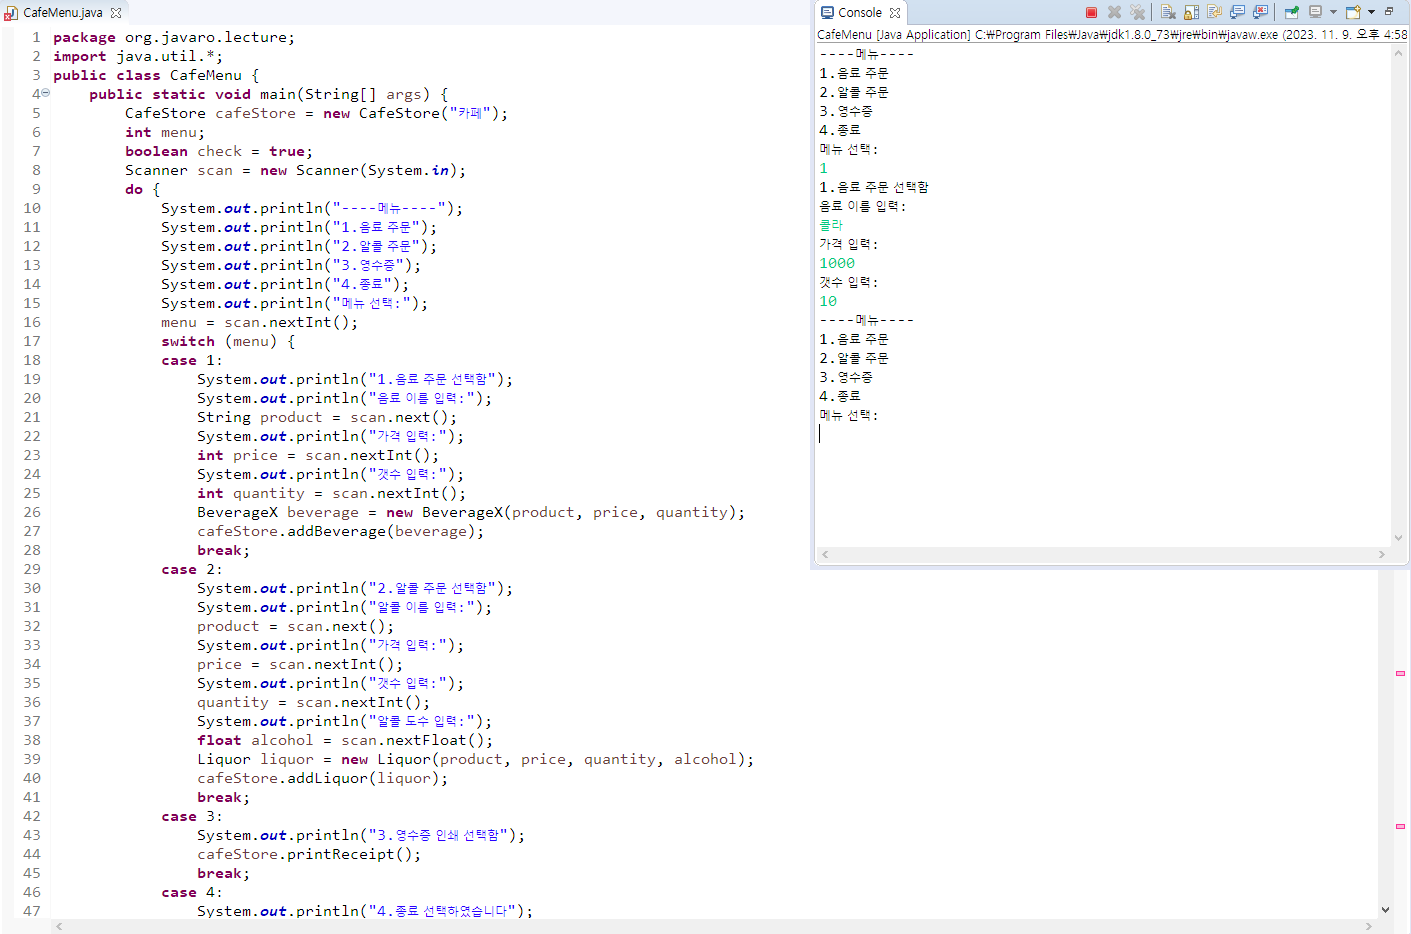 CafeMenu.java
1 package org.javaro.lecture;
2 import java.util.*;
3 public class CafeMenu {
4 public static void main(String[] args) {
5 CafeStore cafeStore = new CafeStore("카페");
6 int menu;
7 boolean check = true;
8 Scanner scan = new Scanner(System.in);
9 do {
10 System.out.println("----메뉴----");
11 System.out.println("1.음료 주문");
12 System.out.println("2.알콜 주문");
13 System.out.println("3.영수증");
14 System.out.println("4.종료");
15 System.out.println("메뉴 선택:");
16 menu = scan.nextInt();
17 switch (menu) {
18 case 1:
19 System.out.println("1.음료 주문 선택함");
20 System.out.println("음료 이름 입력:");
21 String product = scan.next();
22 System.out.println("가격 입력:");
23 int price = scan.nextInt();
24 System.out.println("갯수 입력:");
25 int quantity = scan.nextInt();
26 BeverageX beverage = new BeverageX(product, price, quantity);
27 cafeStore.addBeverage(beverage);
28 break;
29 case 2:
30 System.out.println("2.알콜 주문 선택함");
31 System.out.println("알콜 이름 입력:");
32 product = scan.next();
33 System.out.println("가격 입력:");
34 price = scan.nextInt();
35 System.out.println("갯수 입력:");
36 quantity = scan.nextInt();
37 System.out.println("알콜 도수 입력:");
38 float alcohol = scan.nextFloat();
39 Liquor liquor = new Liquor(product, price, quantity, alcohol);
40 cafeStore.addLiquor(liquor);
41 break;
42 case 3:
43 System.out.println("3.영수증 인쇄 선택함");
44 cafeStore.printReceipt();
45 break;
46 case 4:
47 System.out.println("4.종료 선택하였습니다");
Console
CafeMenu [Java Application] C:₩Program Files₩Java₩jdk1.8.0_73₩jre₩bin₩javaw.exe (2023. 11. 9. 오후 4:58
----메뉴----
1.음료 주문
2.알콜 주문
3.영수증
4.종료
메뉴 선택:
1
1.음료 주문 선택함
음료 이름 입력:
콜라
가격 입력:
1000
갯수 입력:
10
----메뉴----
1.음료 주문
2.알콜 주문
3.영수증
4.종료
메뉴 선택: